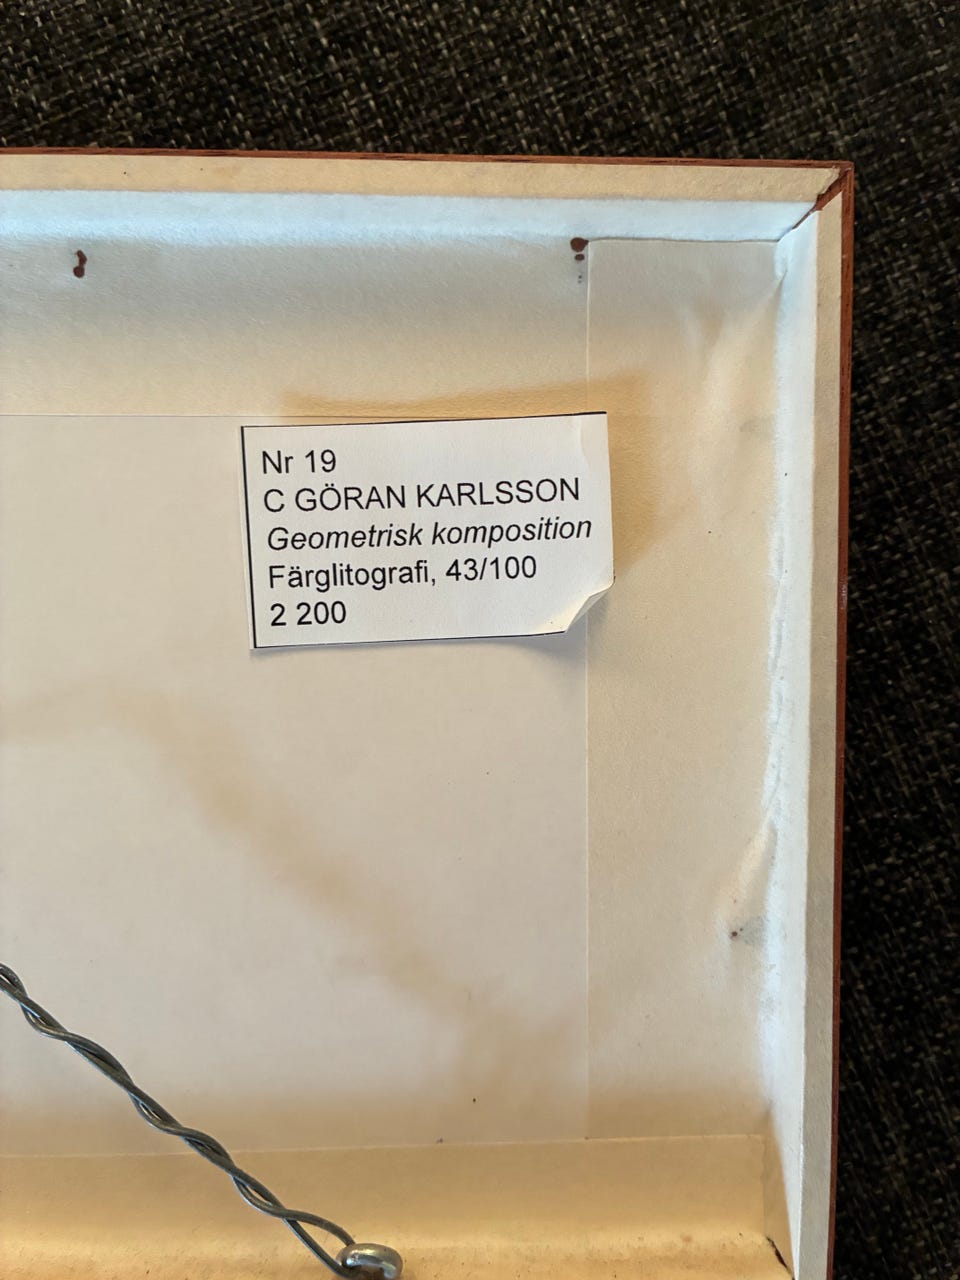 Nr 19
C GÖRAN KARLSSON
Geometrisk komposition
Färglitografi, 43/100
2 200